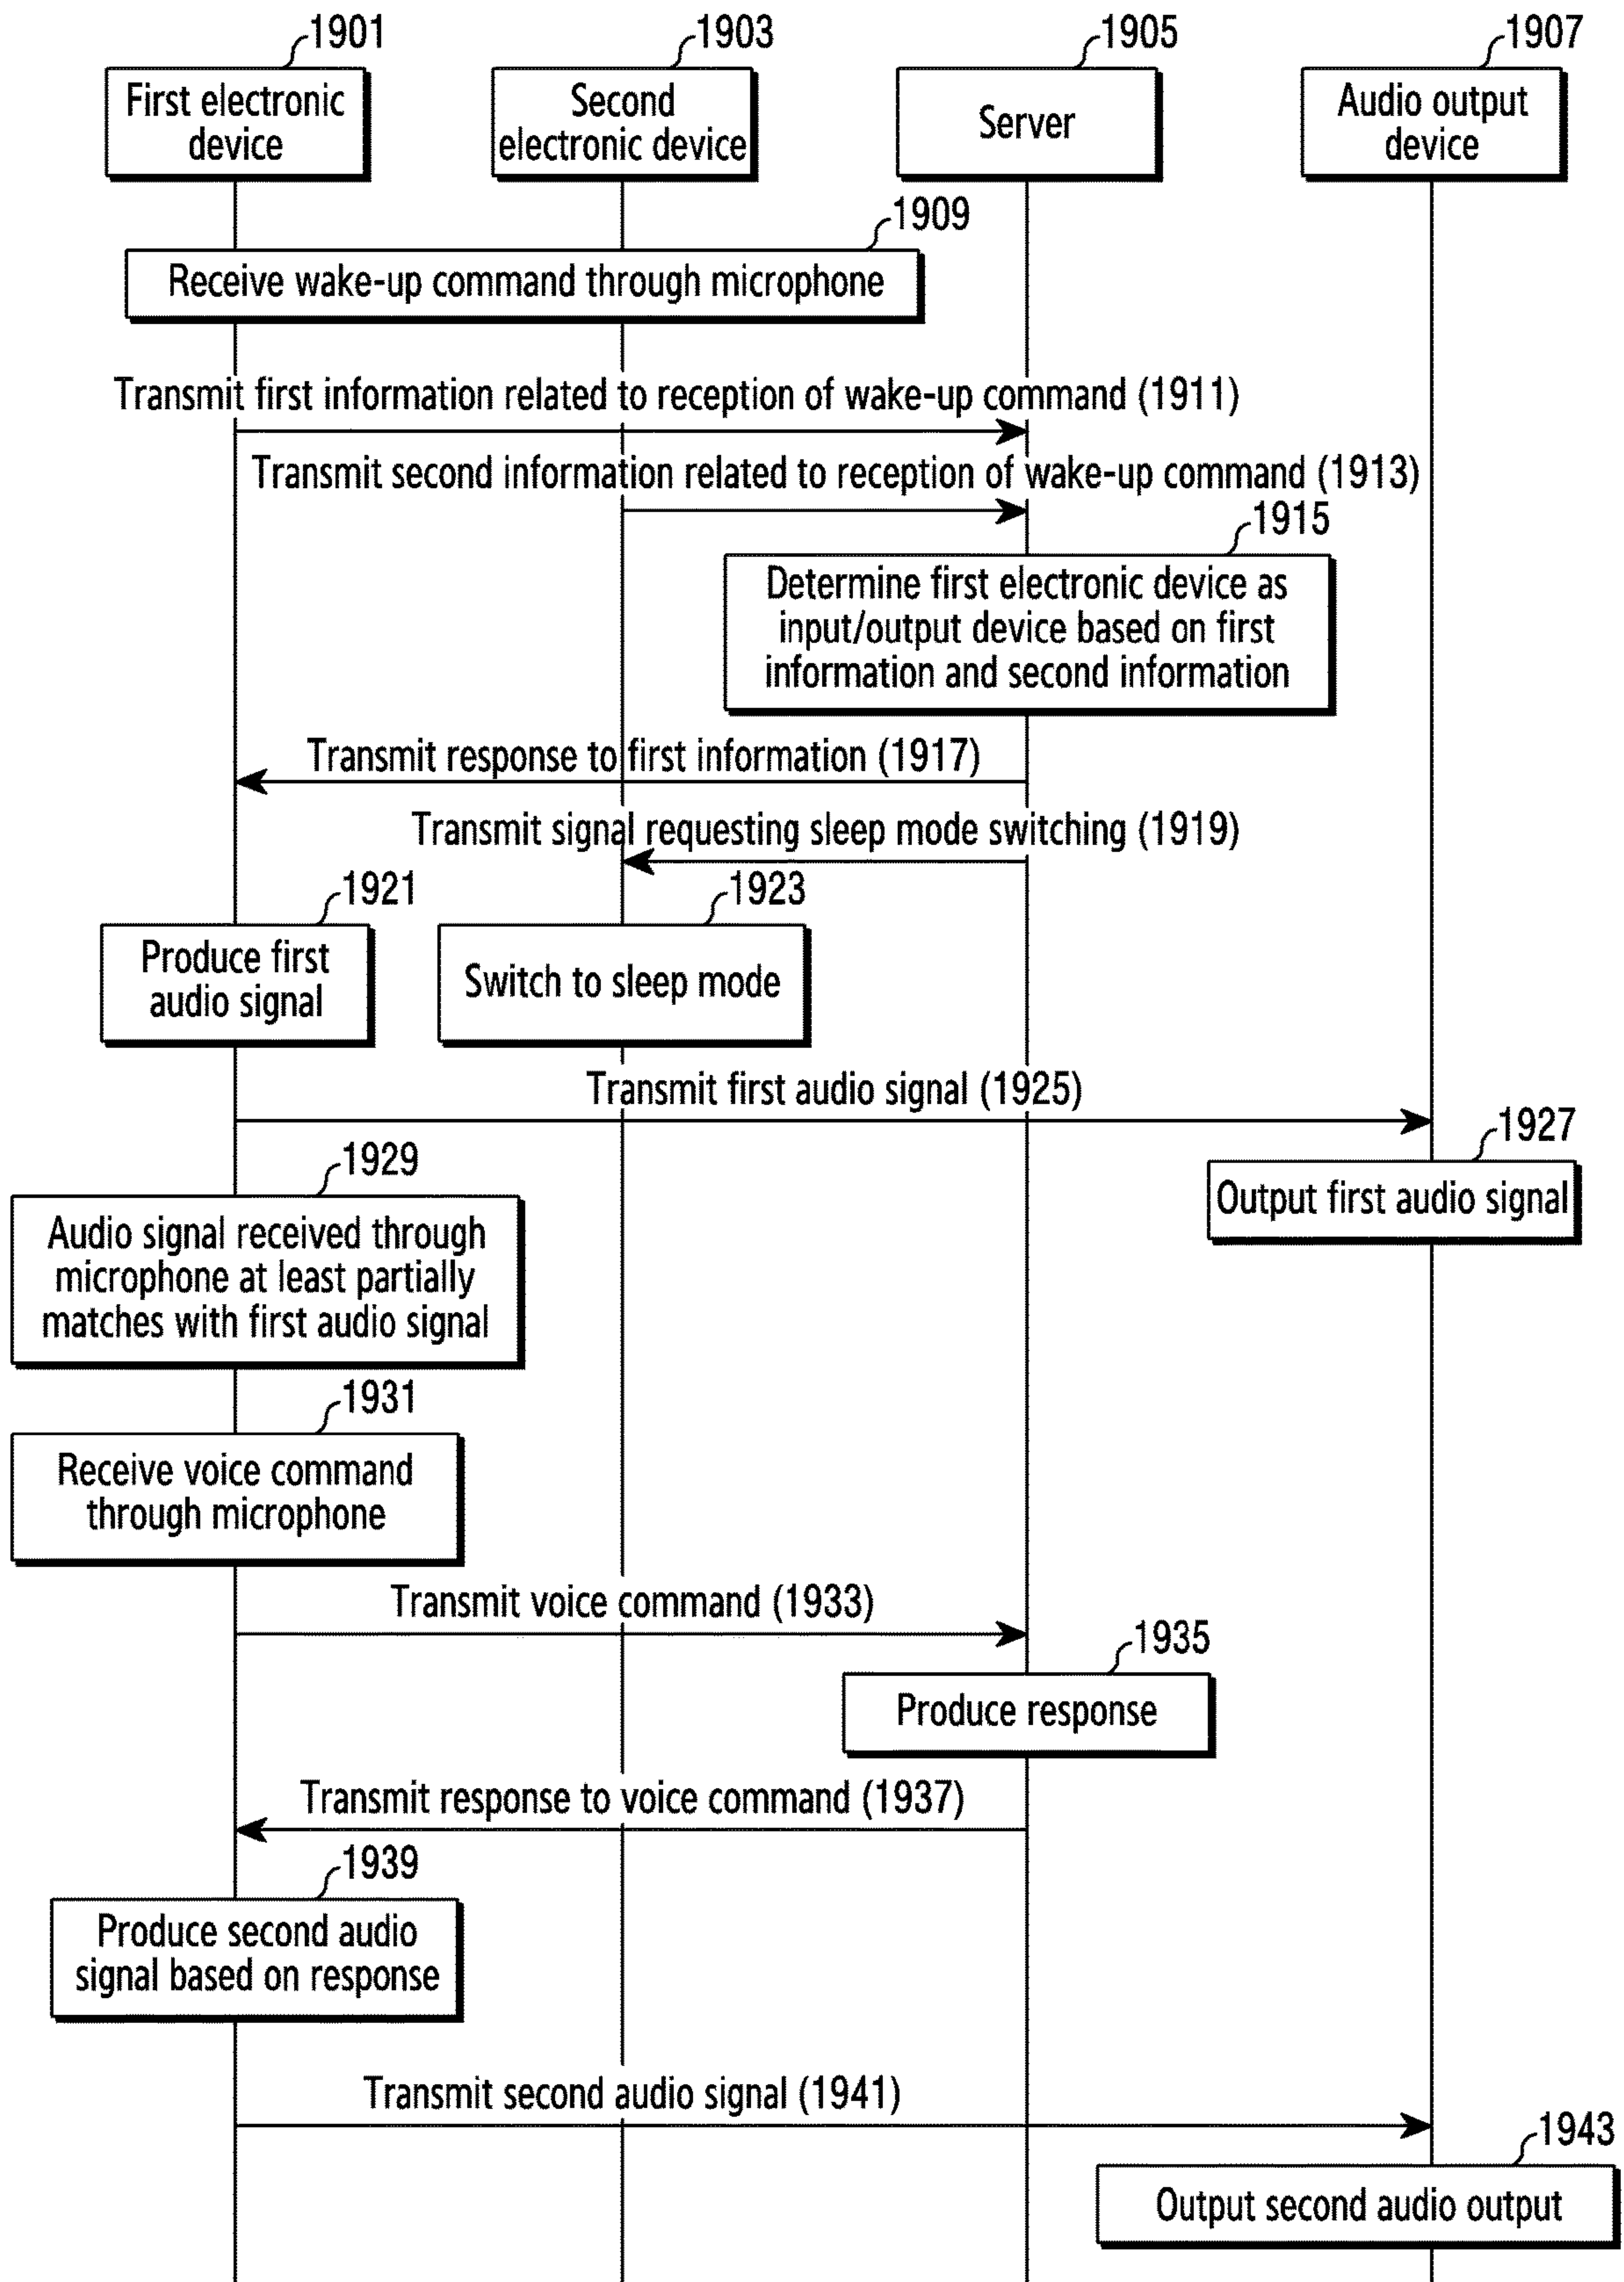 1901
1903
1905
1907
First electronic
device
Second
electronic device
Server
Audio output
device
1909
Receive wake-up command through microphone
Transmit first information related to reception of wake-up command (1911)
Transmit second information related to reception of wake-up command (1913)
1915
Determine first electronic device as
input/output device based on first
information and second information
Transmit response to first information (1917)
Transmit signal requesting sleep mode switching (1919)
1921
Produce first
audio signal
1923
Switch to sleep mode
Transmit first audio signal (1925)
1927
Output first audio signal
1929
Audio signal received through
microphone at least partially
matches with first audio signal
1931
Receive voice command
through microphone
Transmit voice command (1933)
1935
Produce response
Transmit response to voice command (1937)
1939
Produce second audio
signal based on response
Transmit second audio signal (1941)
1943
Output second audio output